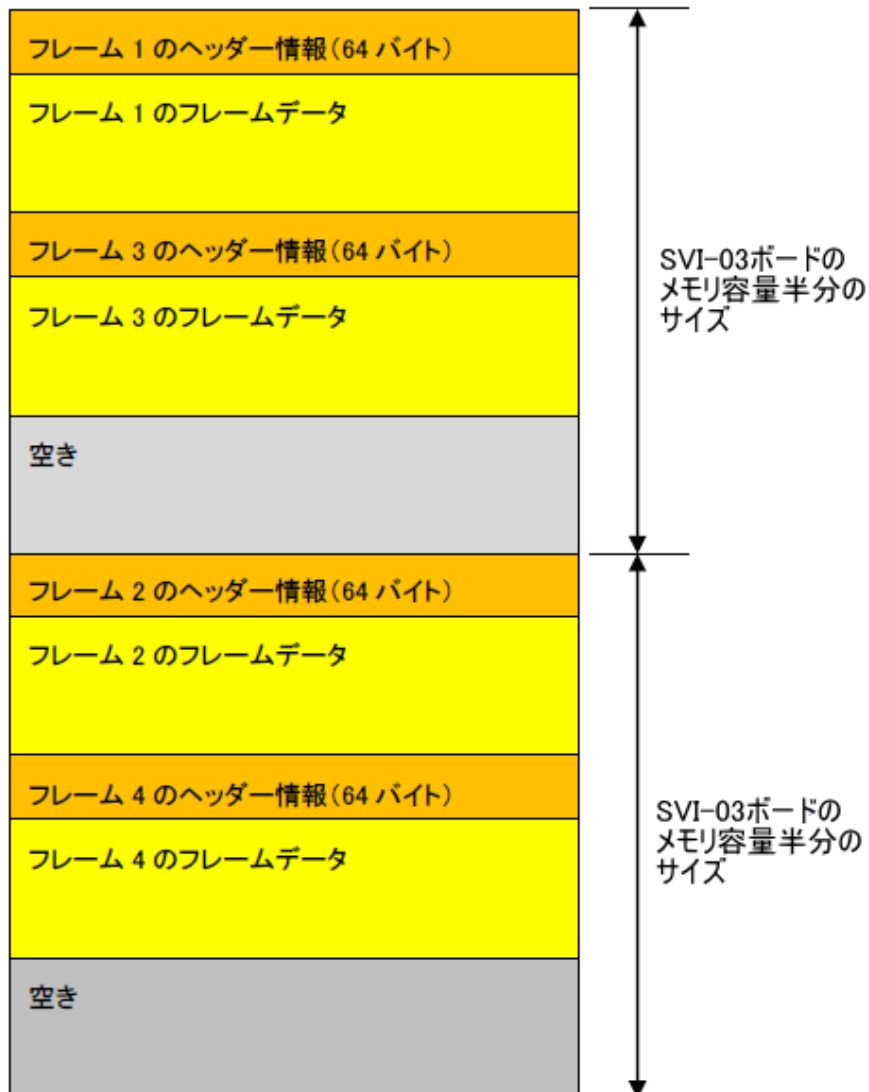 フレーム 1 のヘッダー情報(64 バイト)
フレーム 1 のフレームデータ
フレーム 3 のヘッダー情報(64 バイト)
フレーム 3 のフレームデータ
空き
SVI-03ボードの
メモリ容量半分の
サイズ
フレーム 2 のヘッダー情報(64 バイト)
フレーム 2 のフレームデータ
フレーム 4 のヘッダー情報(64 バイト)
フレーム 4 のフレームデータ
空き
SVI-03ボードの
メモリ容量半分の
サイズ